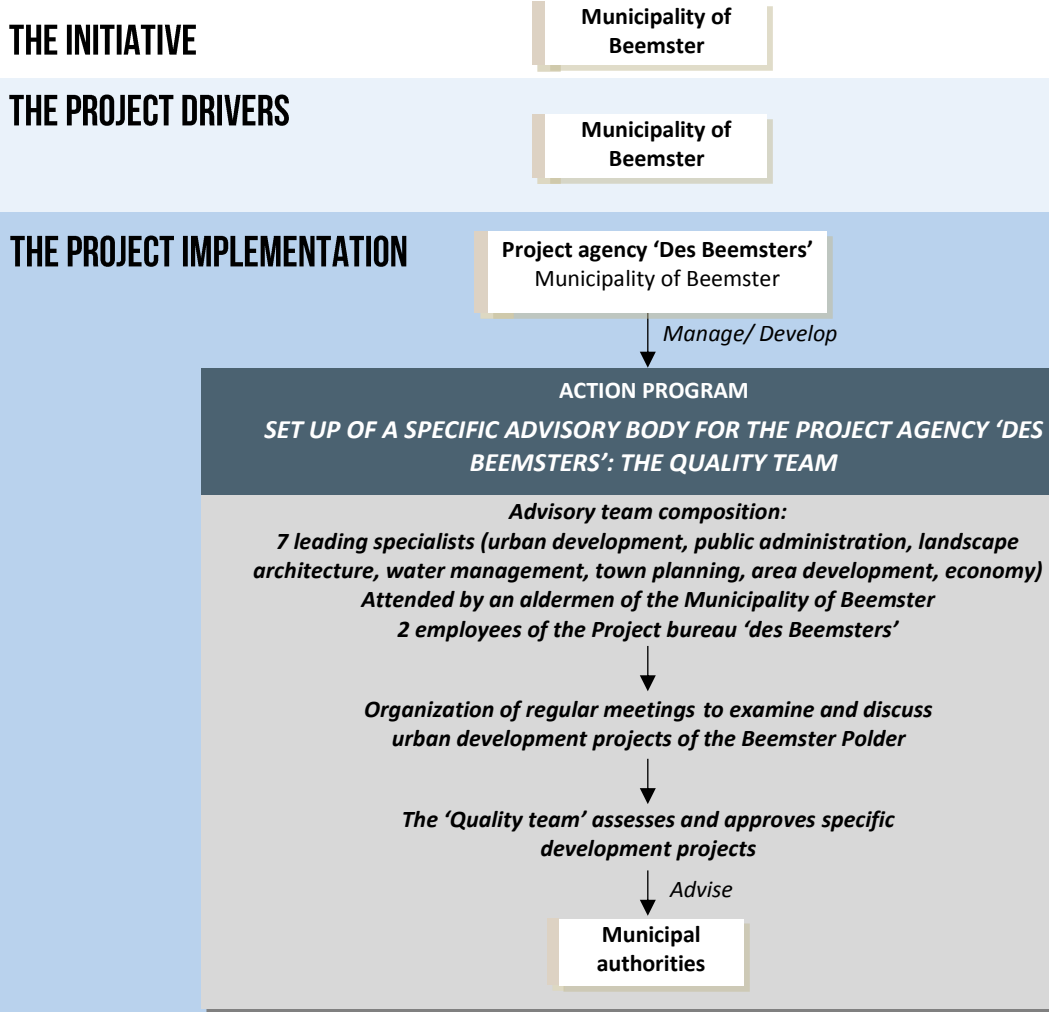 THE INITIATIVE
Municipality of
Beemster
THE PROJECT DRIVERS
Municipality of
Beemster
THE PROJECT IMPLEMENTATION
Project agency ‘Des Beemsters’
Municipality of Beemster
Manage/ Develop
ACTION PROGRAM
SET UP OF A SPECIFIC ADVISORY BODY FOR THE PROJECT AGENCY ‘DES
BEEMSTERS’: THE QUALITY TEAM
Advisory team composition:
7 leading specialists (urban development, public administration, landscape
architecture, water management, town planning, area development, economy)
Attended by an aldermen of the Municipality of Beemster
2 employees of the Project bureau ‘des Beemsters’
Organization of regular meetings to examine and discuss
urban development projects of the Beemster Polder
The ‘Quality team’ assesses and approves specific
development projects
Advise
Municipal
authorities